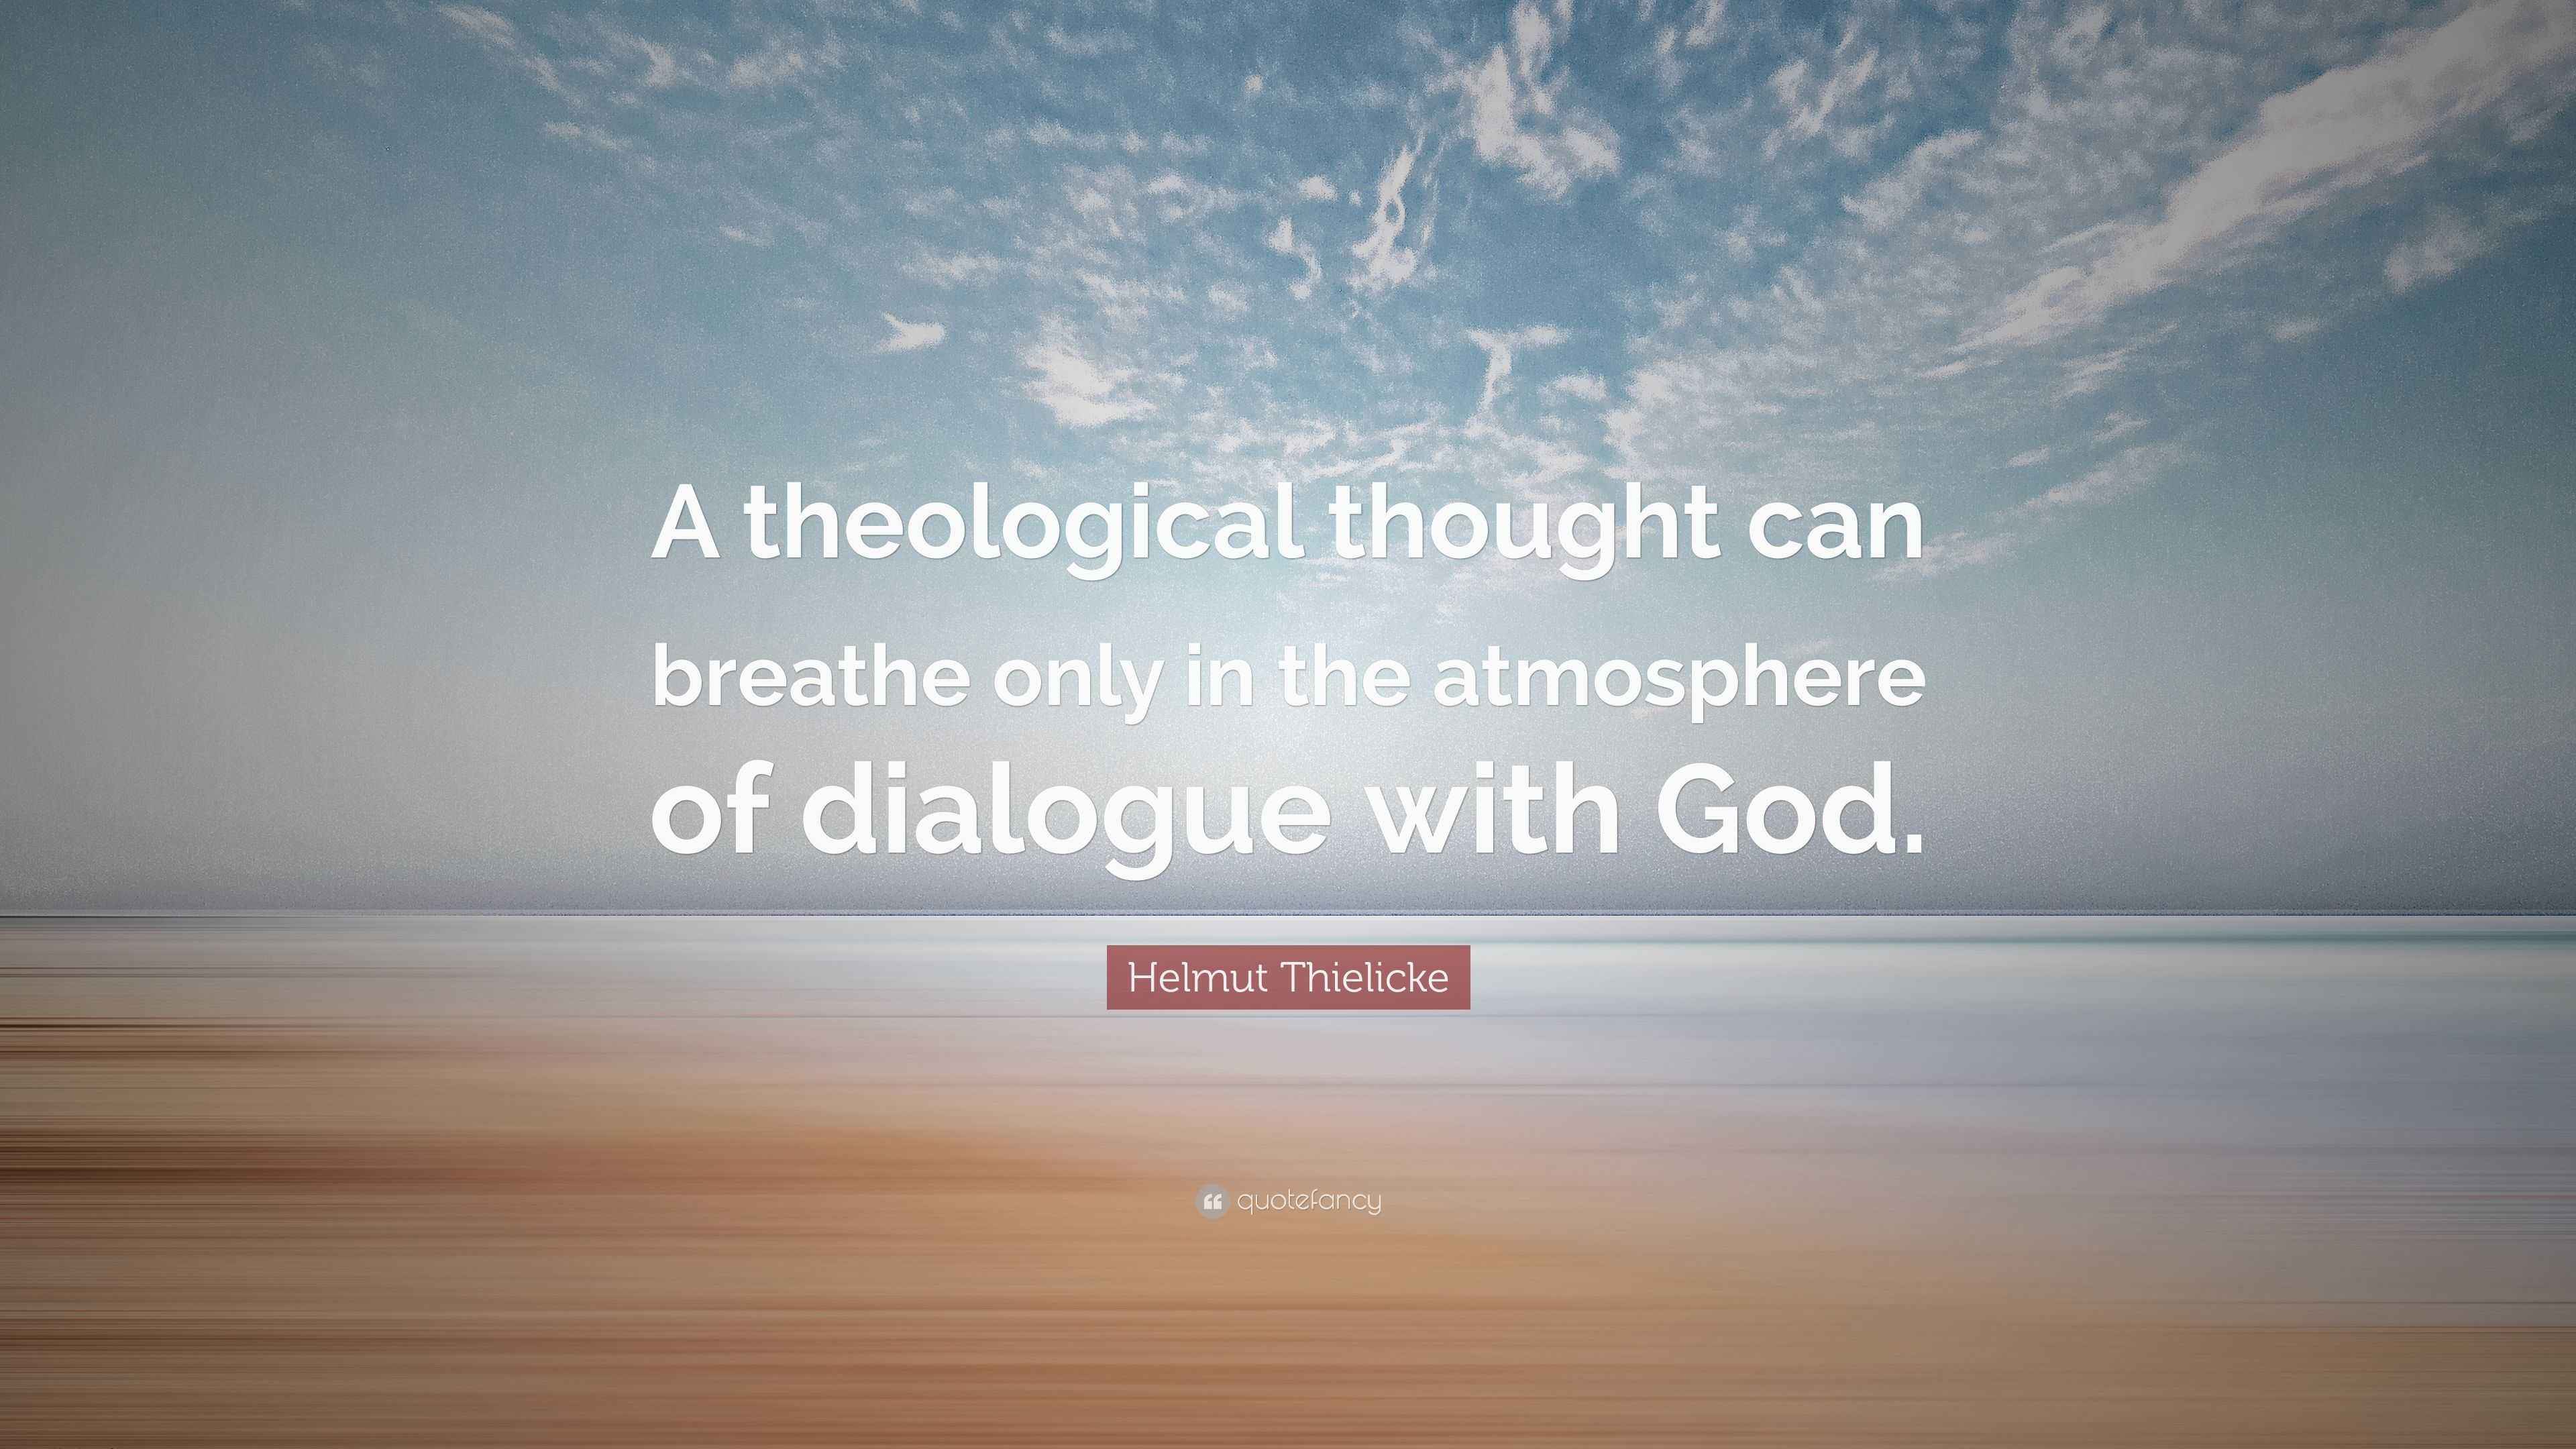 A theological thought can
breathe only in the atmosphere
of dialogue with God.
Helmut Thielicke
quotefancy